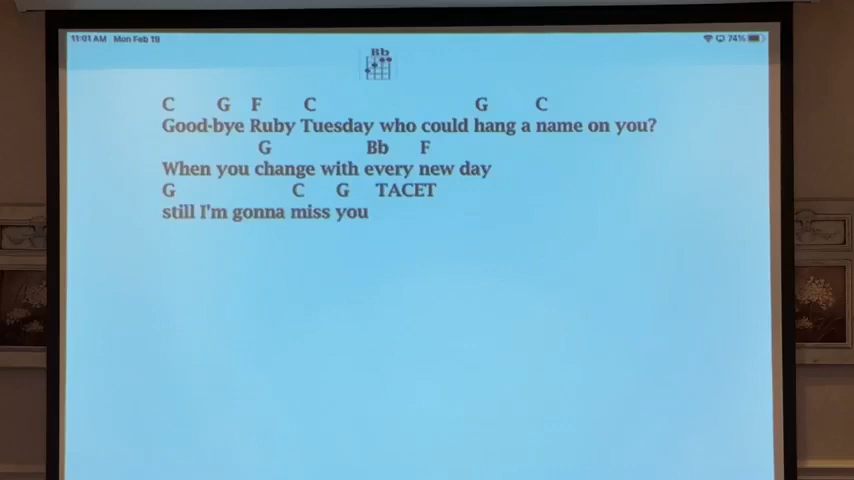 11:01 AM Mon Feb 19
74%
Bb
C G F C G C
Good-bye Ruby Tuesday who could hang a name on you?
G Bb F
When you change with every new day
G C G TACET
still I'm gonna miss you